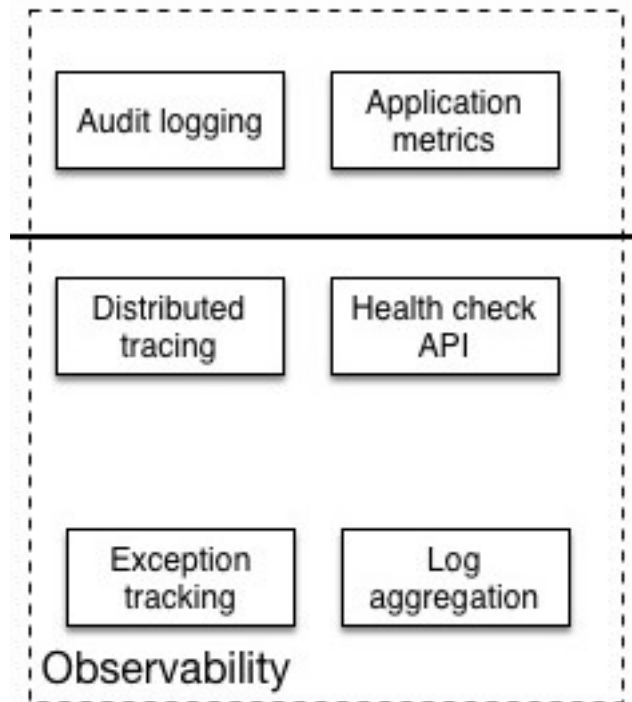 Audit logging
Application
metrics
Distributed
tracing
Health check
API
Exception
tracking
Log
aggregation
Observability